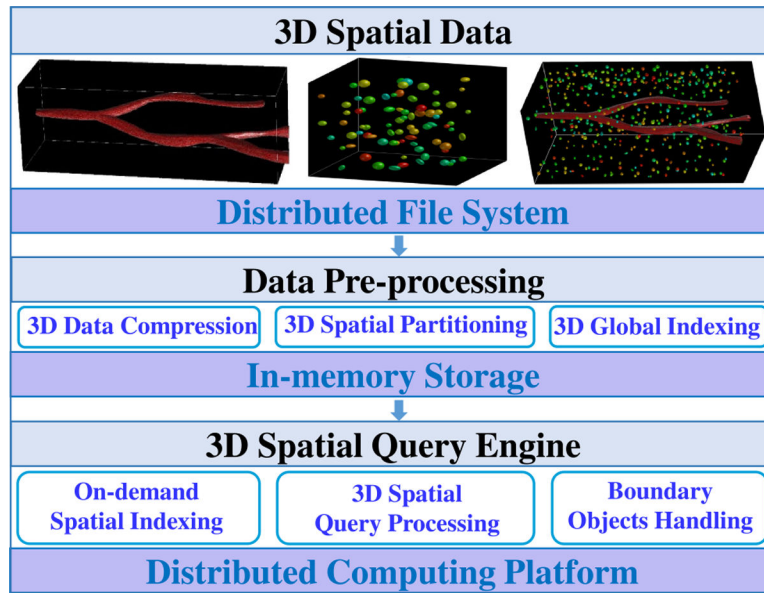 3D Spatial Data
Distributed File System
Data Pre-processing
3D Data Compression
3D Spatial Partitioning
3D Global Indexing
In-memory Storage
3D Spatial Query Engine
On-demand
Spatial Indexing
3D Spatial
Query Processing
Boundary
Objects Handling
Distributed Computing Platform